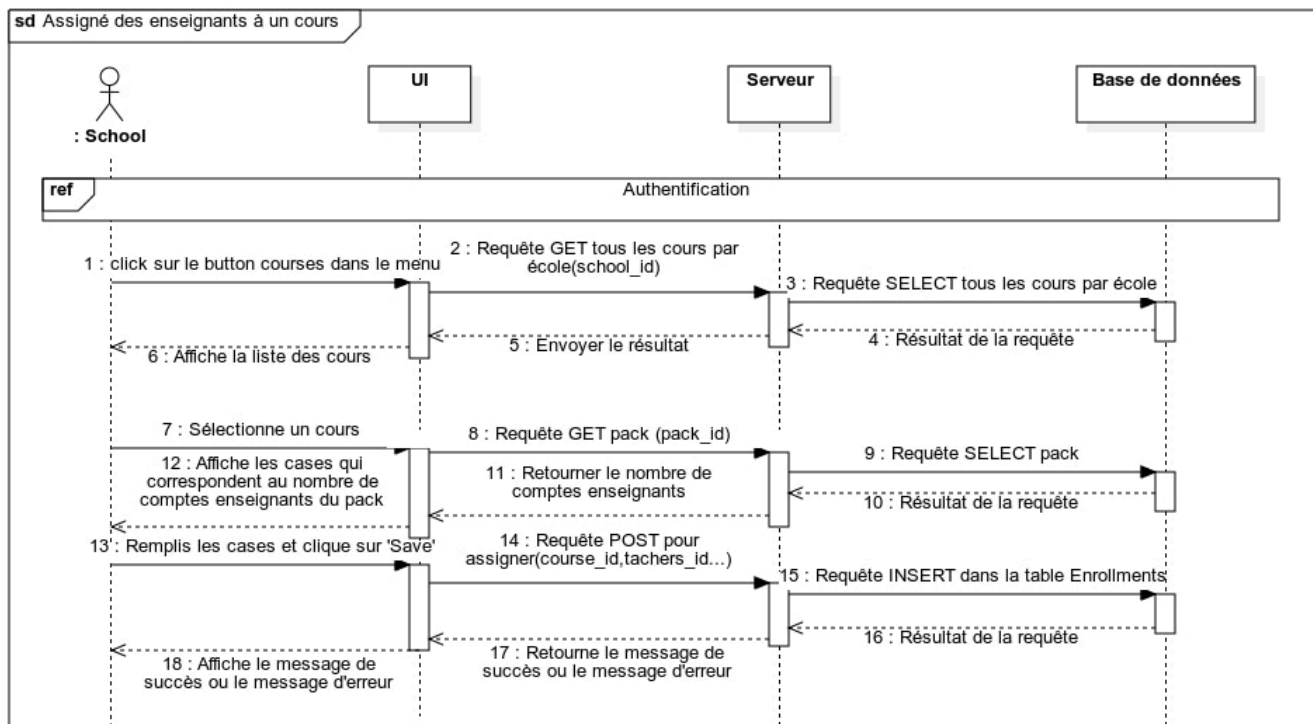 sd Assigné des enseignants à un cours
UI
Serveur
Base de données
: School
ref
Authentification
1 : click sur le button courses dans le menu
2 : Requête GET tous les cours par
école(school_id)
3 : Requête SELECT tous les cours par école
4 : Résultat de la requête
5 : Envoyer le résultat
6 : Affiche la liste des cours
7 : Sélectionne un cours
8 : Requête GET pack (pack_id)
9 : Requête SELECT pack
10 : Résultat de la requête
11 : Retourner le nombre de
comptes enseignants
12 : Affiche les cases qui
correspondent au nombre de
comptes enseignants du pack
13 : Remplis les cases et clique sur 'Save'
14 : Requête POST pour
assigner(course_id,tachers_id...)
15 : Requête INSERT dans la table Enrollments
16 : Résultat de la requête
17 : Retourne le message de
succès ou le message d'erreur
18 : Affiche le message de
succès ou le message d'erreur